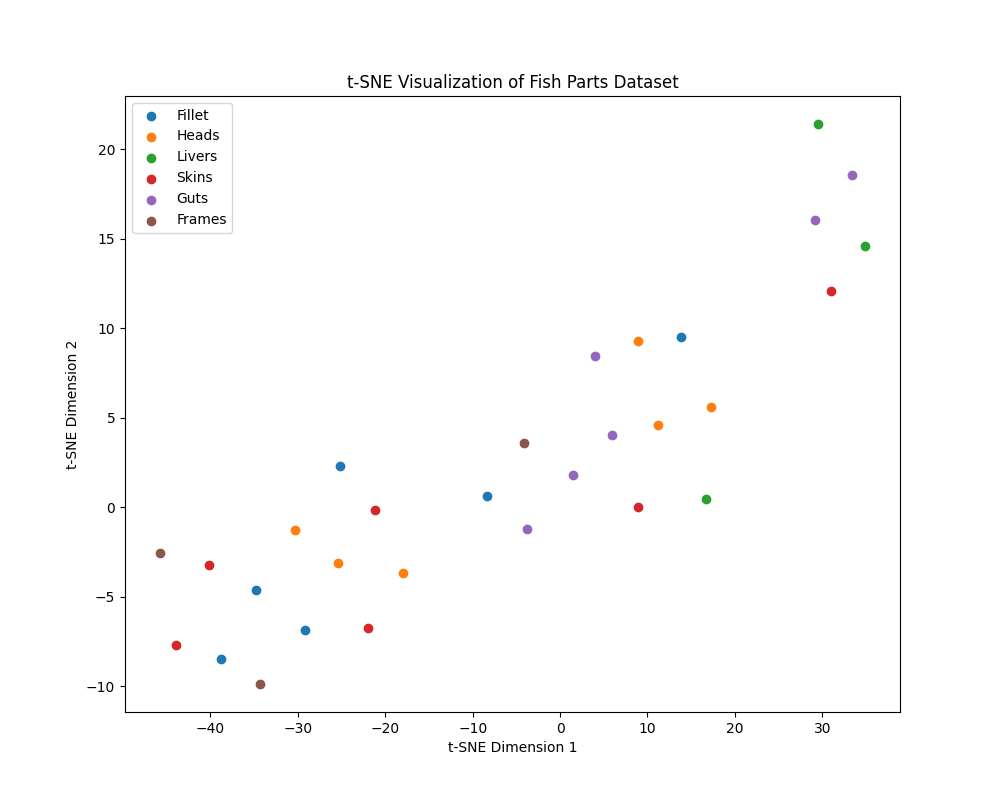 t-SNE Visualization of Fish Parts Dataset
Fillet
Heads
Livers
Skins
Guts
Frames
t-SNE Dimension 2
20
15
10
5
0
−5
−10
−40 −30 −20 −10 0 10 20 30
t-SNE Dimension 1